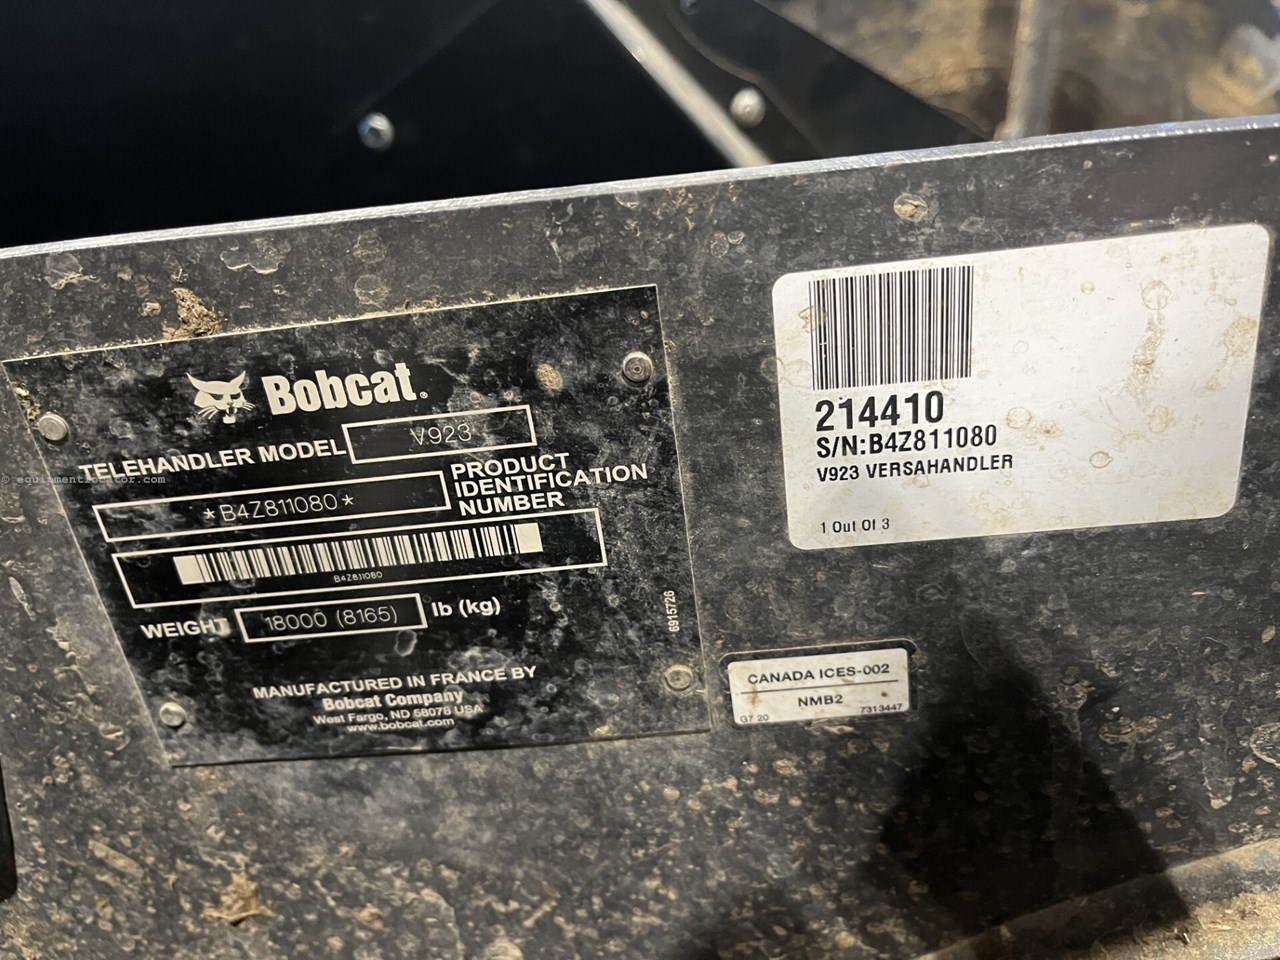 Bobcat®
TELEHANDLER MODEL V923
*B4Z811080*
PRODUCT
IDENTIFICATION
NUMBER
B4Z811080
WEIGHT 18000 (8165) lb (kg)
6915726
MANUFACTURED IN FRANCE BY
Bobcat Company
West Fargo, ND 58078 USA
www.bobcat.com
214410
S/N:B4Z811080
V923 VERSAHANDLER
1 Out Of 3
CANADA ICES-002
NMB2
G7 20 7313447
© equipmentlocator.com